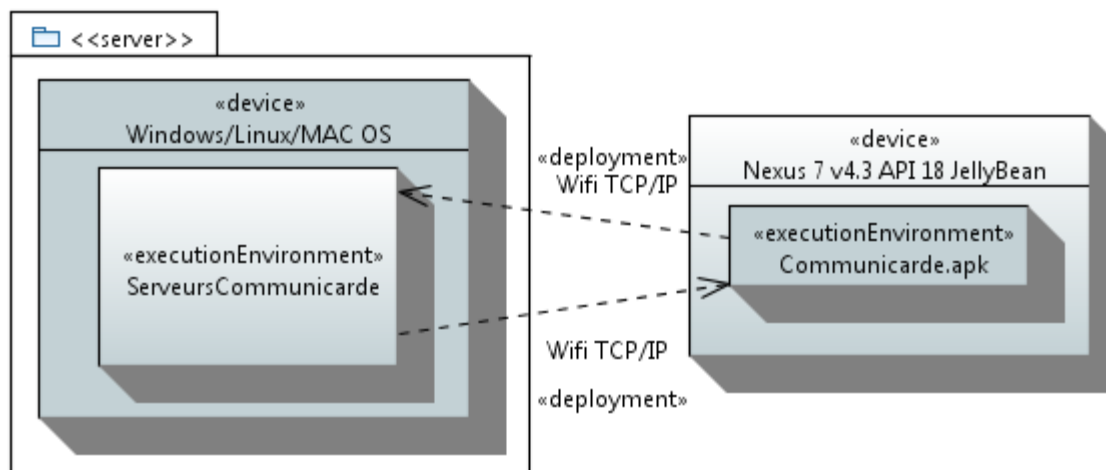 <<server>>
«device»
Windows/Linux/MAC OS
«executionEnvironment»
ServeursCommunicarde
«deployment»
Wifi TCP/IP
Wifi TCP/IP
«deployment»
«device»
Nexus 7 v4.3 API 18 JellyBean
«executionEnvironment»
Communicarde.apk